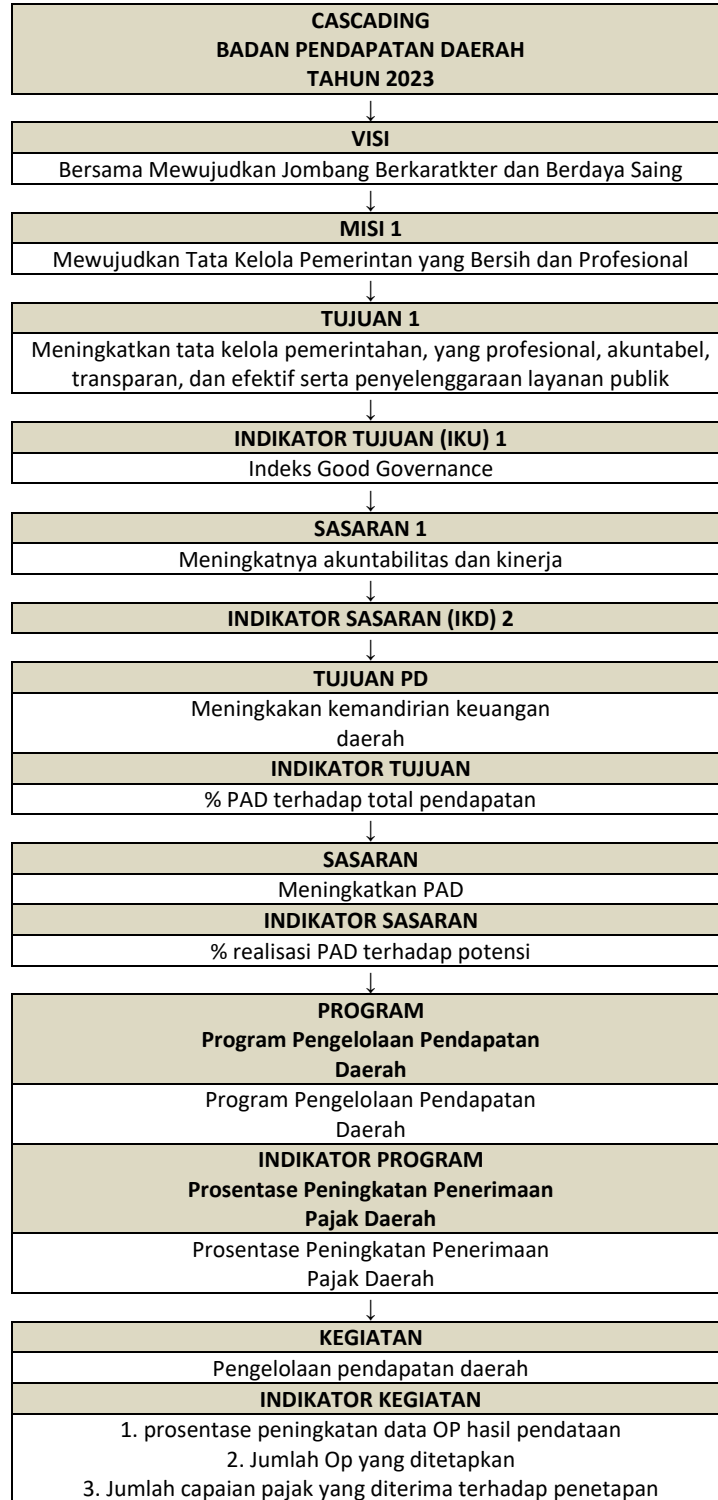 CASCADING
BADAN PENDAPATAN DAERAH
TAHUN 2023
↓
VISI
Bersama Mewujudkan Jombang Berkaratkter dan Berdaya Saing
↓
MISI 1
Mewujudkan Tata Kelola Pemerintan yang Bersih dan Profesional
↓
TUJUAN 1
Meningkatkan tata kelola pemerintahan, yang profesional, akuntabel,
transparan, dan efektif serta penyelenggaraan layanan publik
↓
INDIKATOR TUJUAN (IKU) 1
Indeks Good Governance
↓
SASARAN 1
Meningkatnya akuntabilitas dan kinerja
↓
INDIKATOR SASARAN (IKD) 2
↓
TUJUAN PD
Meningkakan kemandirian keuangan
daerah
INDIKATOR TUJUAN
% PAD terhadap total pendapatan
↓
SASARAN
Meningkatkan PAD
INDIKATOR SASARAN
% realisasi PAD terhadap potensi
↓
PROGRAM
Program Pengelolaan Pendapatan
Daerah
Program Pengelolaan Pendapatan
Daerah
INDIKATOR PROGRAM
Prosentase Peningkatan Penerimaan
Pajak Daerah
Prosentase Peningkatan Penerimaan
Pajak Daerah
↓
KEGIATAN
Pengelolaan pendapatan daerah
INDIKATOR KEGIATAN
1. prosentase peningkatan data OP hasil pendataan
2. Jumlah Op yang ditetapkan
3. Jumlah capaian pajak yang diterima terhadap penetapan